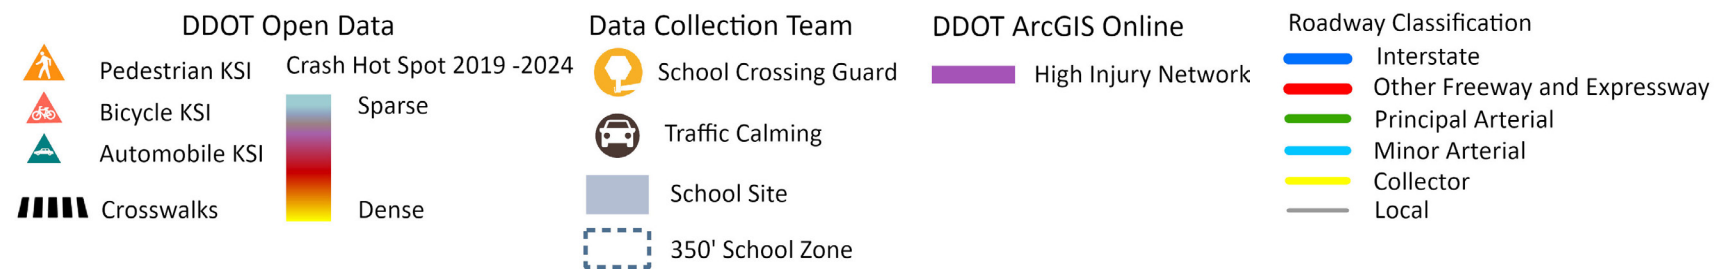 DDOT Open Data
Pedestrian KSI
Bicycle KSI
Automobile KSI
Crosswalks
Crash Hot Spot 2019 -2024
Sparse
Dense
Data Collection Team
School Crossing Guard
Traffic Calming
School Site
350' School Zone
DDOT ArcGIS Online
High Injury Network
Roadway Classification
Interstate
Other Freeway and Expressway
Principal Arterial
Minor Arterial
Collector
Local